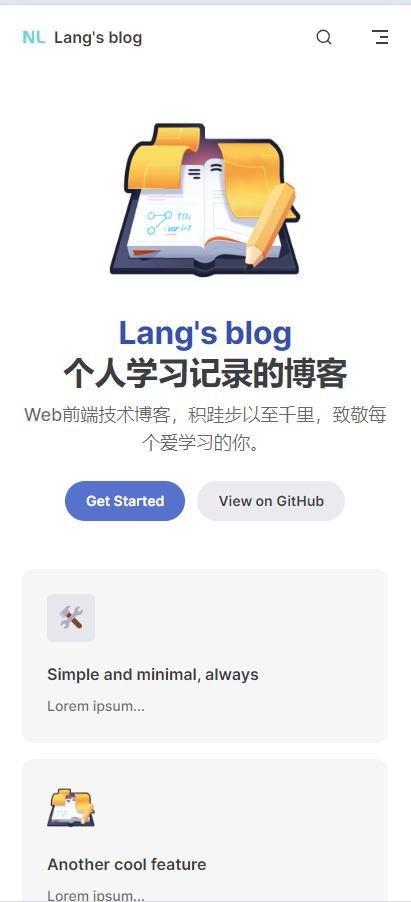 NL Lang's blog
Lang's blog
个人学习记录的博客
Web前端技术博客，积跬步以至千里，致敬每
个爱学习的你。
Get Started
View on GitHub
Simple and minimal, always
Lorem ipsum...
Another cool feature
Lorem ipsum...